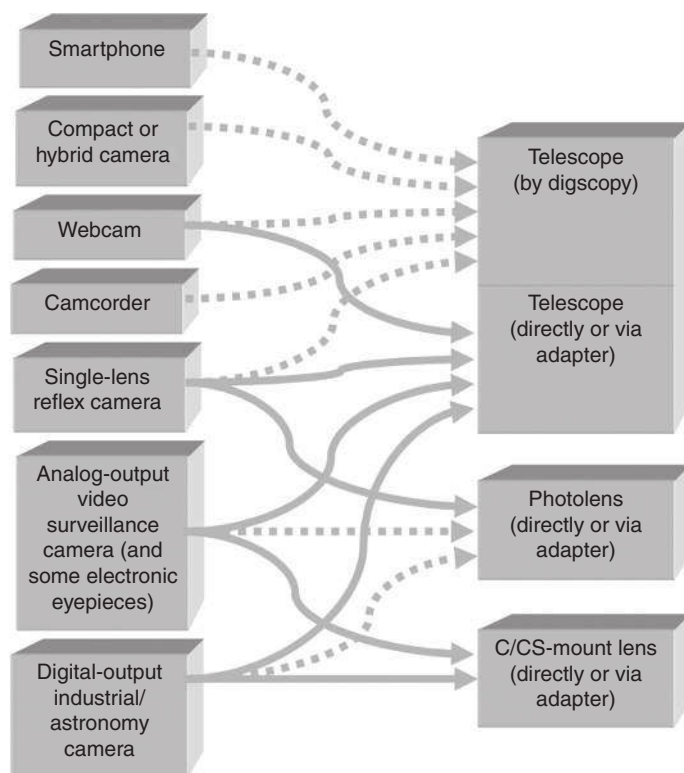 Smartphone
Compact or
hybrid camera
Webcam
Camcorder
Single-lens
reflex camera
Analog-output
video
surveillance
camera (and
some electronic
eyepieces)
Digital-output
industrial/
astronomy
camera
Telescope
(by digscopy)
Telescope
(directly or via
adapter)
Photolens
(directly or via
adapter)
C/CS-mount lens
(directly or via
adapter)